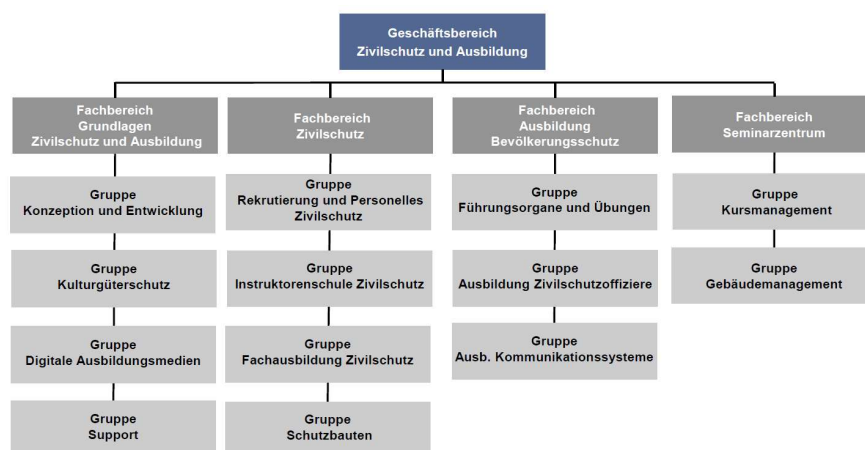 Geschäftsbereich
Zivilschutz und Ausbildung
Fachbereich
Grundlagen
Zivilschutz und Ausbildung
Gruppe
Konzeption und Entwicklung
Gruppe
Kulturgüterschutz
Gruppe
Digitale Ausbildungsmedien
Gruppe
Support
Fachbereich
Zivilschutz
Gruppe
Rekrutierung und Personelles
Zivilschutz
Gruppe
Instruktorenschule Zivilschutz
Gruppe
Fachausbildung Zivilschutz
Gruppe
Schutzbauten
Fachbereich
Ausbildung
Bevölkerungsschutz
Gruppe
Führungsorgane und Übungen
Gruppe
Ausbildung Zivilschutzoffiziere
Gruppe
Ausb. Kommunikationssysteme
Fachbereich
Seminarzentrum
Gruppe
Kursmanagement
Gruppe
Gebäudemanagement